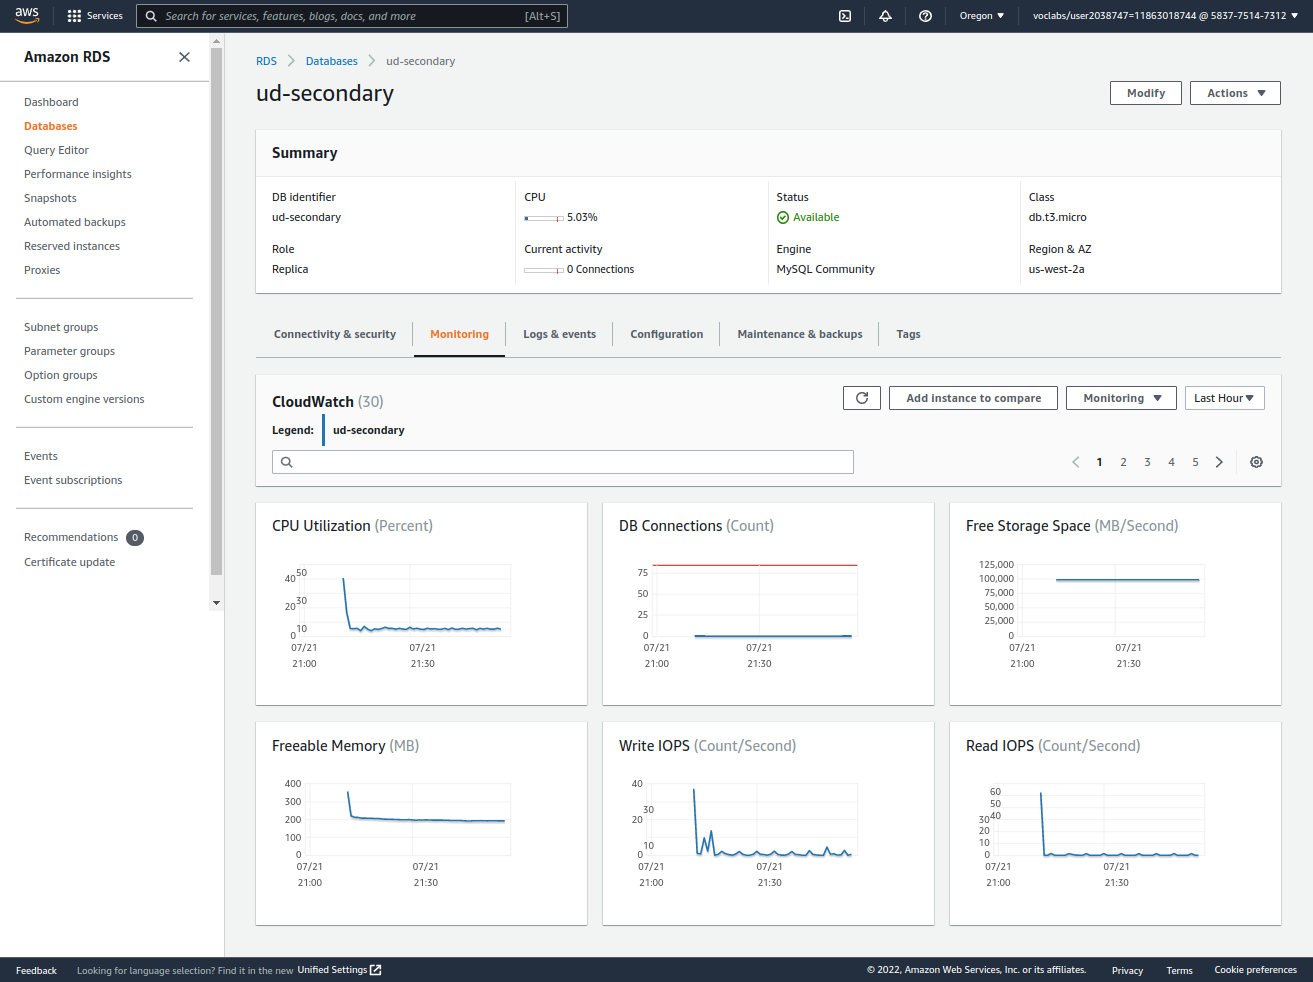 aws
Services
Search for services, features, blogs, docs, and more [Alt+S]
Oregon
voclabs/user2038747=11863018744 @ 5837-7514-7312
Amazon RDS
Dashboard
Databases
Query Editor
Performance insights
Snapshots
Automated backups
Reserved instances
Proxies
Subnet groups
Parameter groups
Option groups
Custom engine versions
Events
Event subscriptions
Recommendations 0
Certificate update
RDS Databases ud-secondary
ud-secondary
Modify
Actions
Summary
DB identifier
ud-secondary
CPU
5.03%
Status
Available
Class
db.t3.micro
Role
Replica
Current activity
0 Connections
Engine
MySQL Community
Region & AZ
us-west-2a
Connectivity & security
Monitoring
Logs & events
Configuration
Maintenance & backups
Tags
CloudWatch (30)
Add instance to compare
Monitoring
Last Hour
Legend: ud-secondary
1 2 3 4 5
CPU Utilization (Percent)
50
40
30
20
10
0
07/21 07/21
21:00 21:30
DB Connections (Count)
75
50
25
0
07/21 07/21
21:00 21:30
Free Storage Space (MB/Second)
125,000
100,000
75,000
50,000
25,000
0
07/21 07/21
21:00 21:30
Freeable Memory (MB)
400
300
200
100
0
07/21 07/21
21:00 21:30
Write IOPS (Count/Second)
40
30
20
10
0
07/21 07/21
21:00 21:30
Read IOPS (Count/Second)
60
50
40
30
20
10
0
07/21 07/21
21:00 21:30
Feedback
Looking for language selection? Find it in the new Unified Settings
© 2022, Amazon Web Services, Inc. or its affiliates.
Privacy
Terms
Cookie preferences